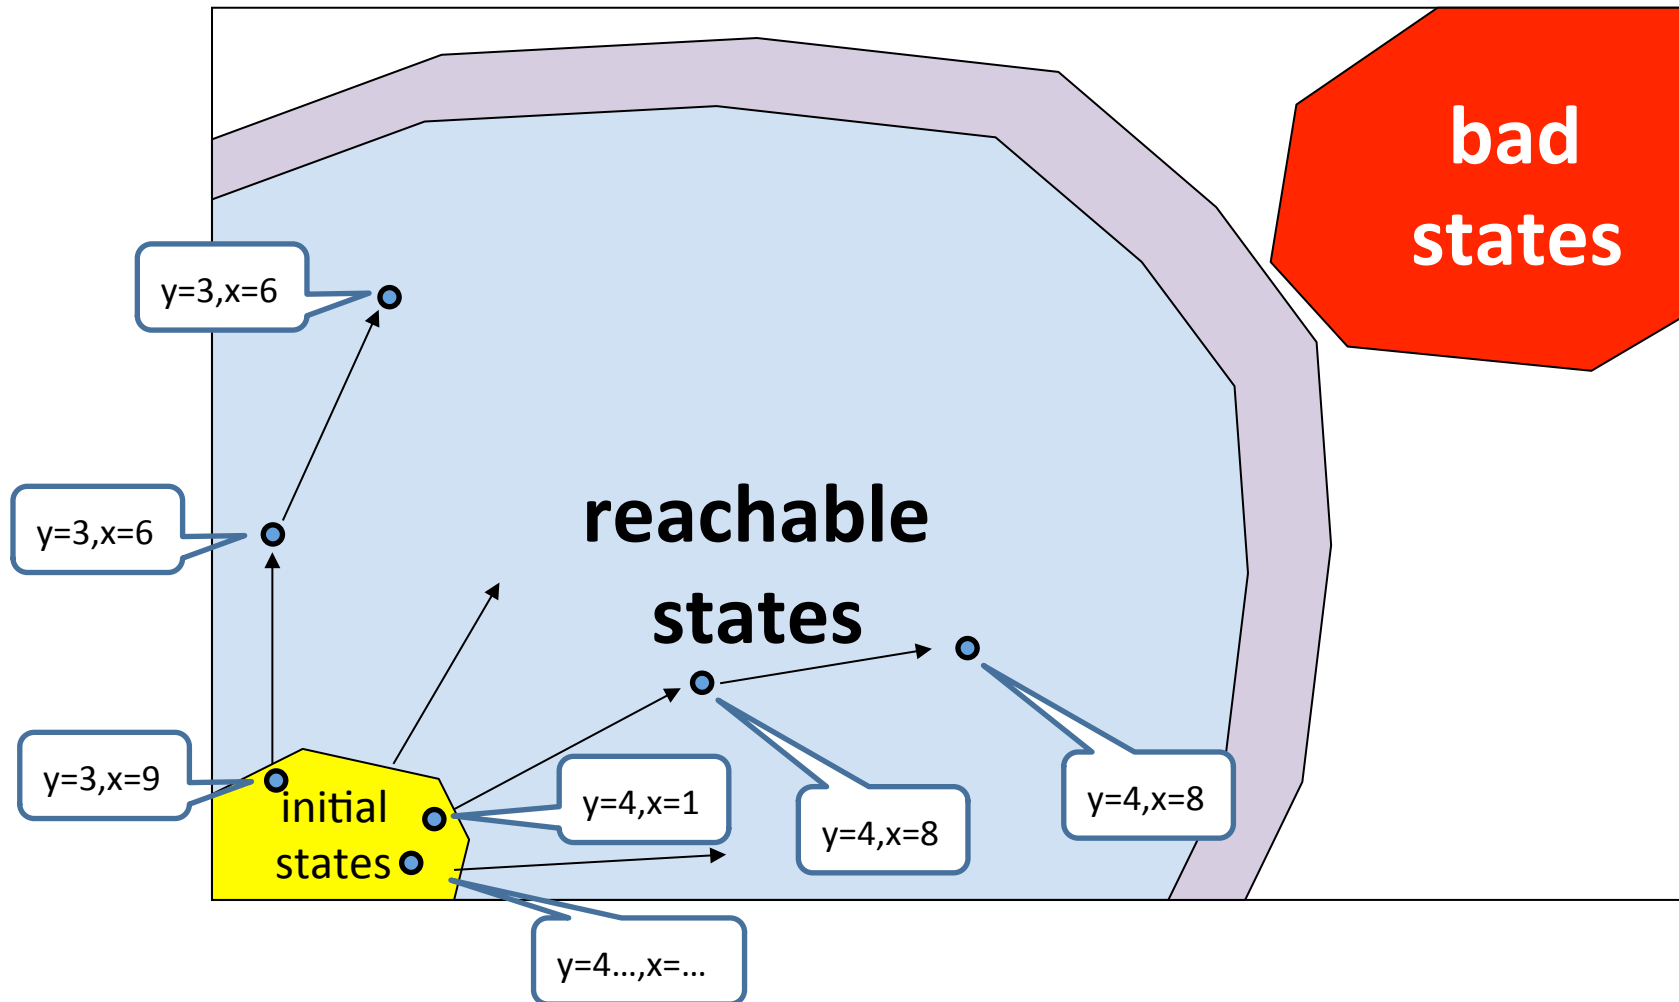 bad
states
y=3,x=6
reachable
states
y=3,x=6
y=3,x=9
initial
states
y=4,x=1
y=4,x=8
y=4,x=8
y=4...,x=...